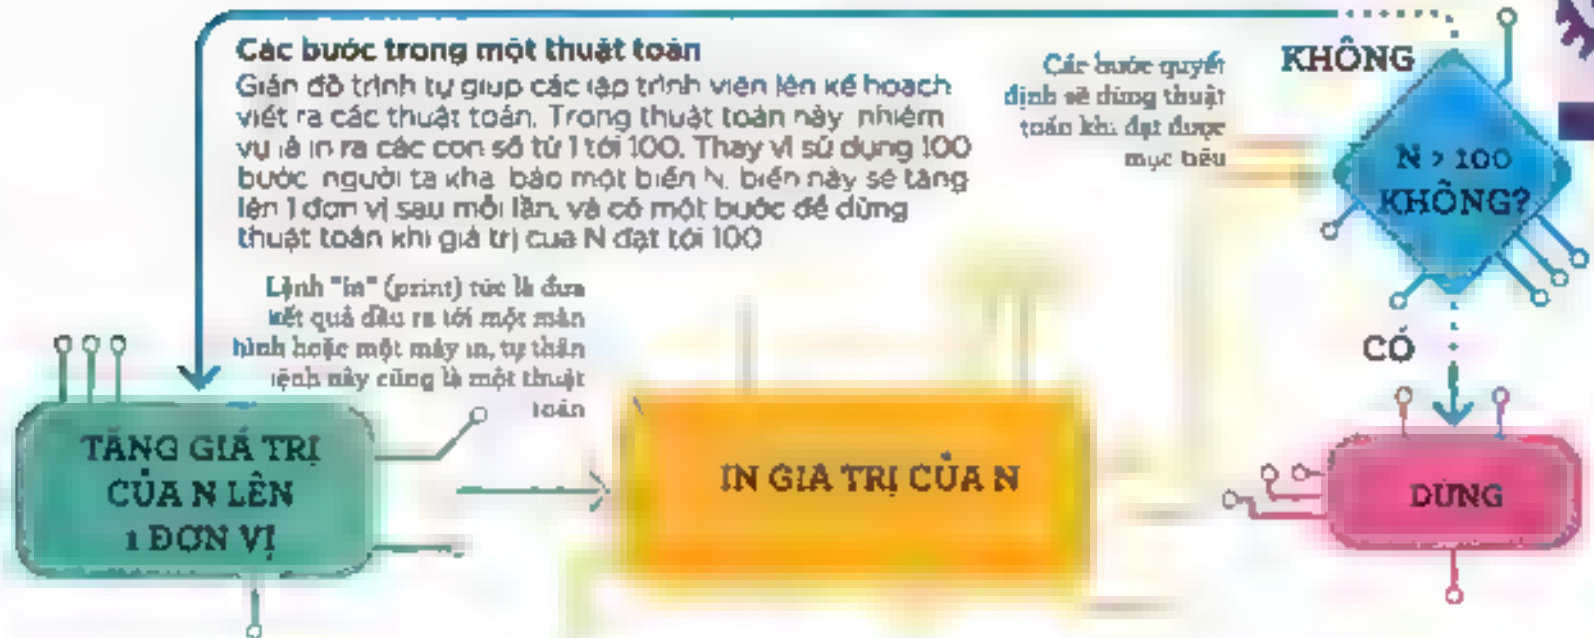 Các bước trong một thuật toán
Giản đồ trình tự giúp các lập trình viên lên kế hoạch
viết ra các thuật toán. Trong thuật toán này, nhiệm
vụ là in ra các con số từ 1 tới 100. Thay vì sử dụng 100
bước, người ta khai báo một biến N, biến này sẽ tăng
lên 1 đơn vị sau mỗi lần, và có một bước để dừng
thuật toán khi giá trị của N đạt tới 100
Các bước quyết
định sẽ dừng thuật
toán khi đạt được
mục tiêu
KHÔNG
N > 100
KHÔNG?
Lệnh "in" (print) tức là đưa
kết quả đầu ra tới một màn
hình hoặc một máy in, tự thân
lệnh này cũng là một thuật
toán
CÓ
TĂNG GIÁ TRỊ
CỦA N LÊN
1 ĐƠN VỊ
IN GIÁ TRỊ CỦA N
DỪNG